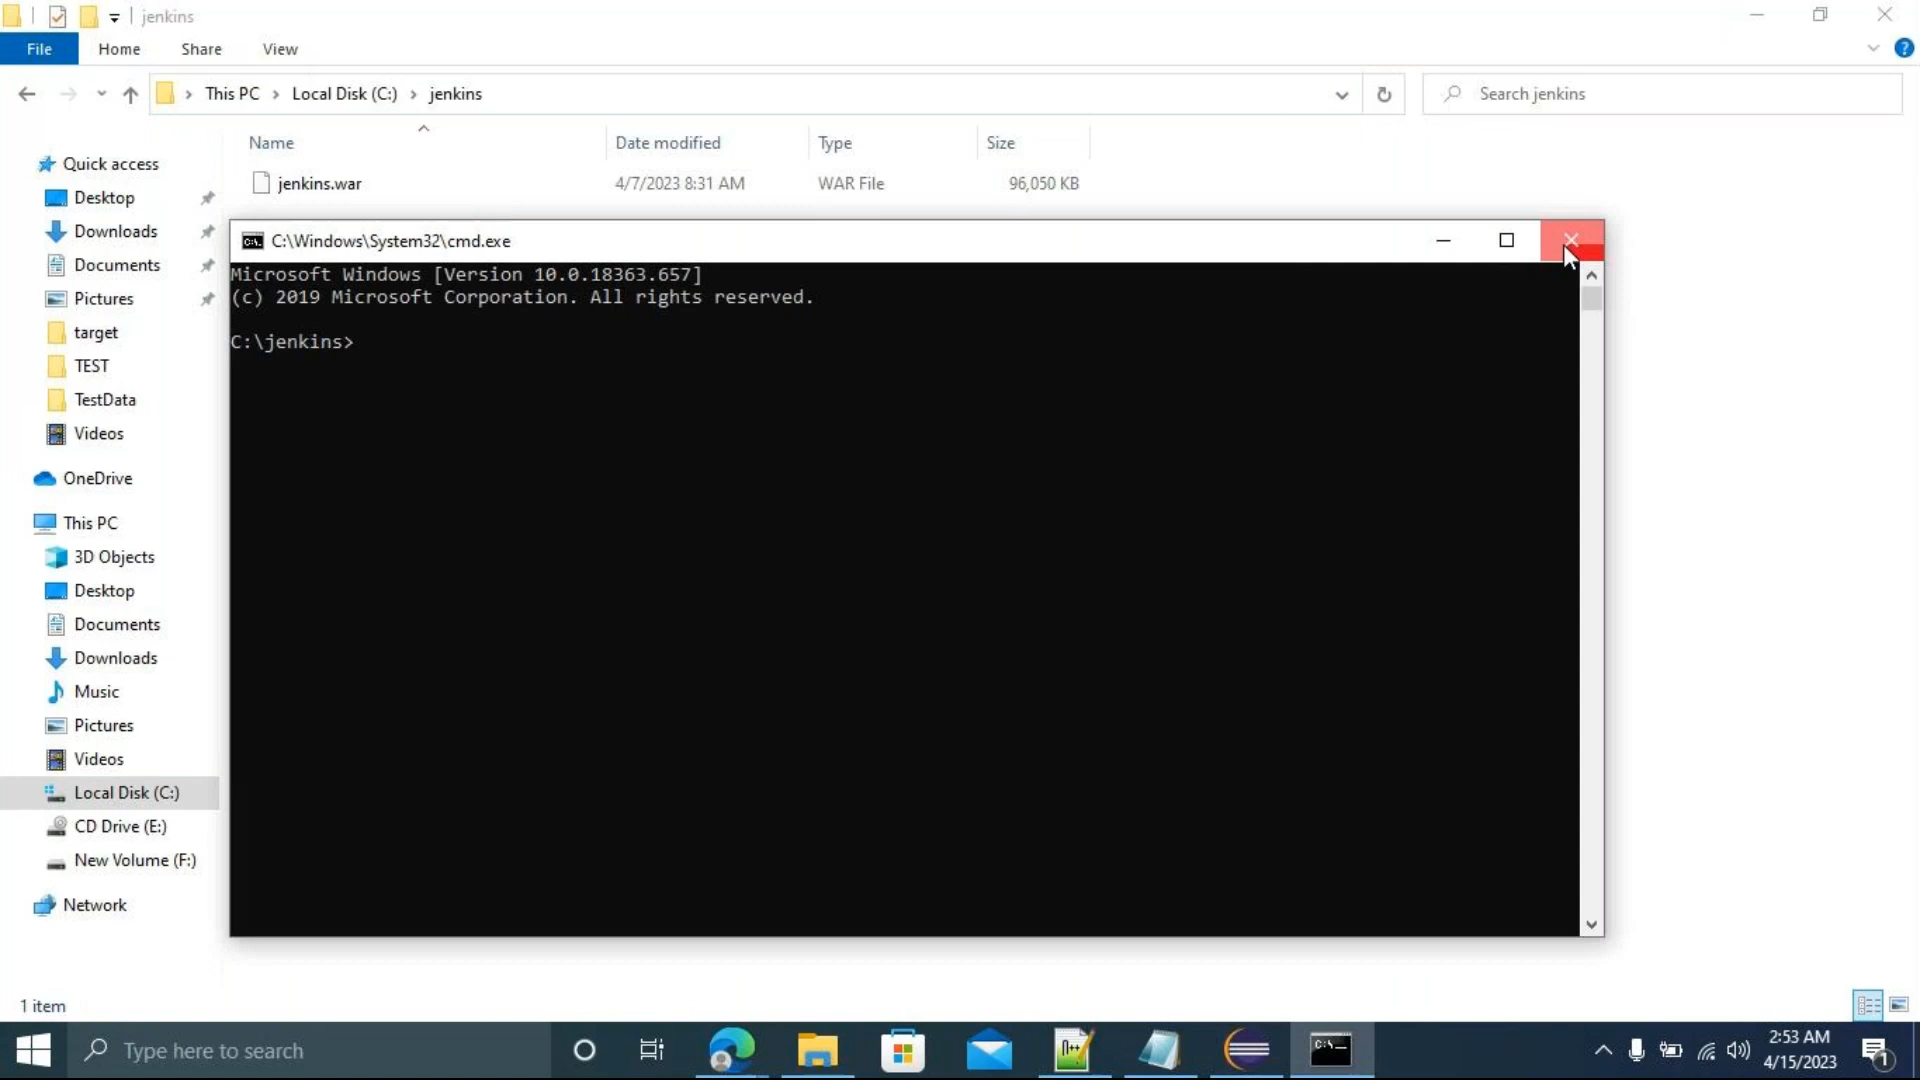 jenkins
File Home Share View
This PC > Local Disk (C:) > jenkins
Search jenkins
Name Date modified Type Size
jenkins.war 4/7/2023 8:31 AM WAR File 96,050 KB
Quick access
Desktop
Downloads
Documents
Pictures
target
TEST
TestData
Videos
OneDrive
This PC
3D Objects
Desktop
Documents
Downloads
Music
Pictures
Videos
Local Disk (C:)
CD Drive (E:)
New Volume (F:)
Network
C:\Windows\System32\cmd.exe
Microsoft Windows [Version 10.0.18363.657]
(c) 2019 Microsoft Corporation. All rights reserved.
C:\jenkins>
1 item
Type here to search
2:53 AM
4/15/2023
1